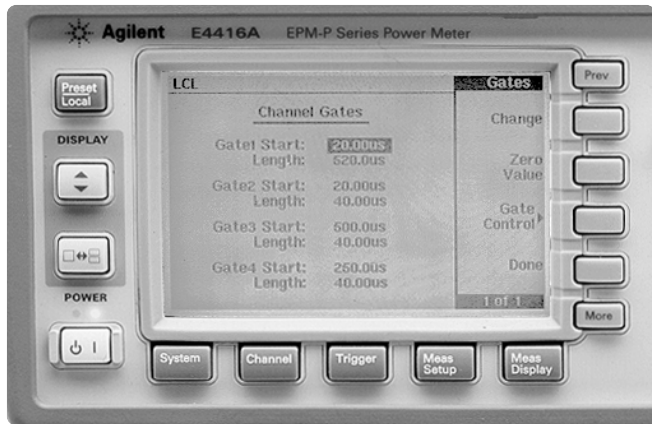 Agilent E4416A EPM-P Series Power Meter
Preset
Local
DISPLAY
POWER
LCL
Channel Gates
Gate1 Start: 20.00us
Length: 520.0us
Gate2 Start: 20.00us
Length: 40.00us
Gate3 Start: 500.0us
Length: 40.00us
Gate4 Start: 260.0us
Length: 40.00us
Gates
Change
Zero
Value
Gate
Control
Done
1 of 1
Prev
More
System
Channel
Trigger
Meas
Setup
Meas
Display